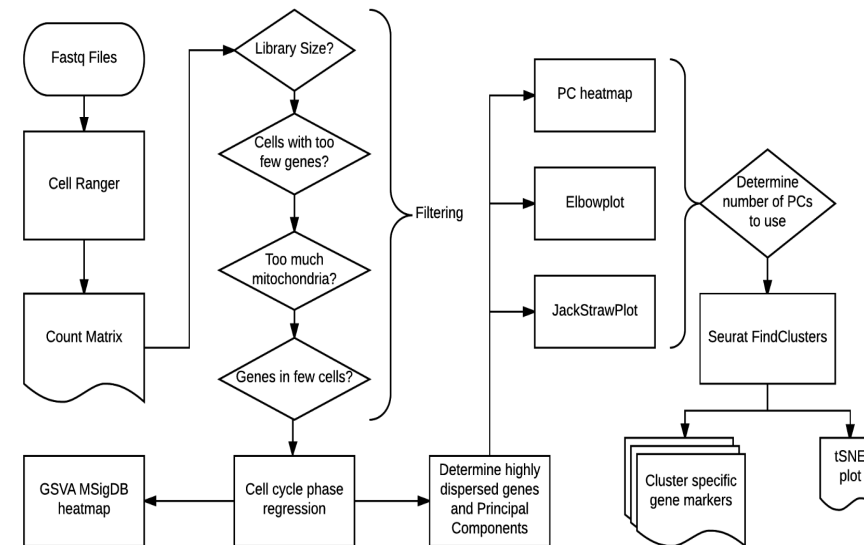 Fastq Files
Cell Ranger
Count Matrix
GSVA MSigDB
heatmap
Library Size?
Cells with too
few genes?
Too much
mitochondria?
Genes in few cells?
Filtering
Cell cycle phase
regression
Determine highly
dispersed genes
and Principal
Components
PC heatmap
Elbowplot
JackStrawPlot
Determine
number of PCs
to use
Seurat FindClusters
Cluster specific
gene markers
tSNE
plot